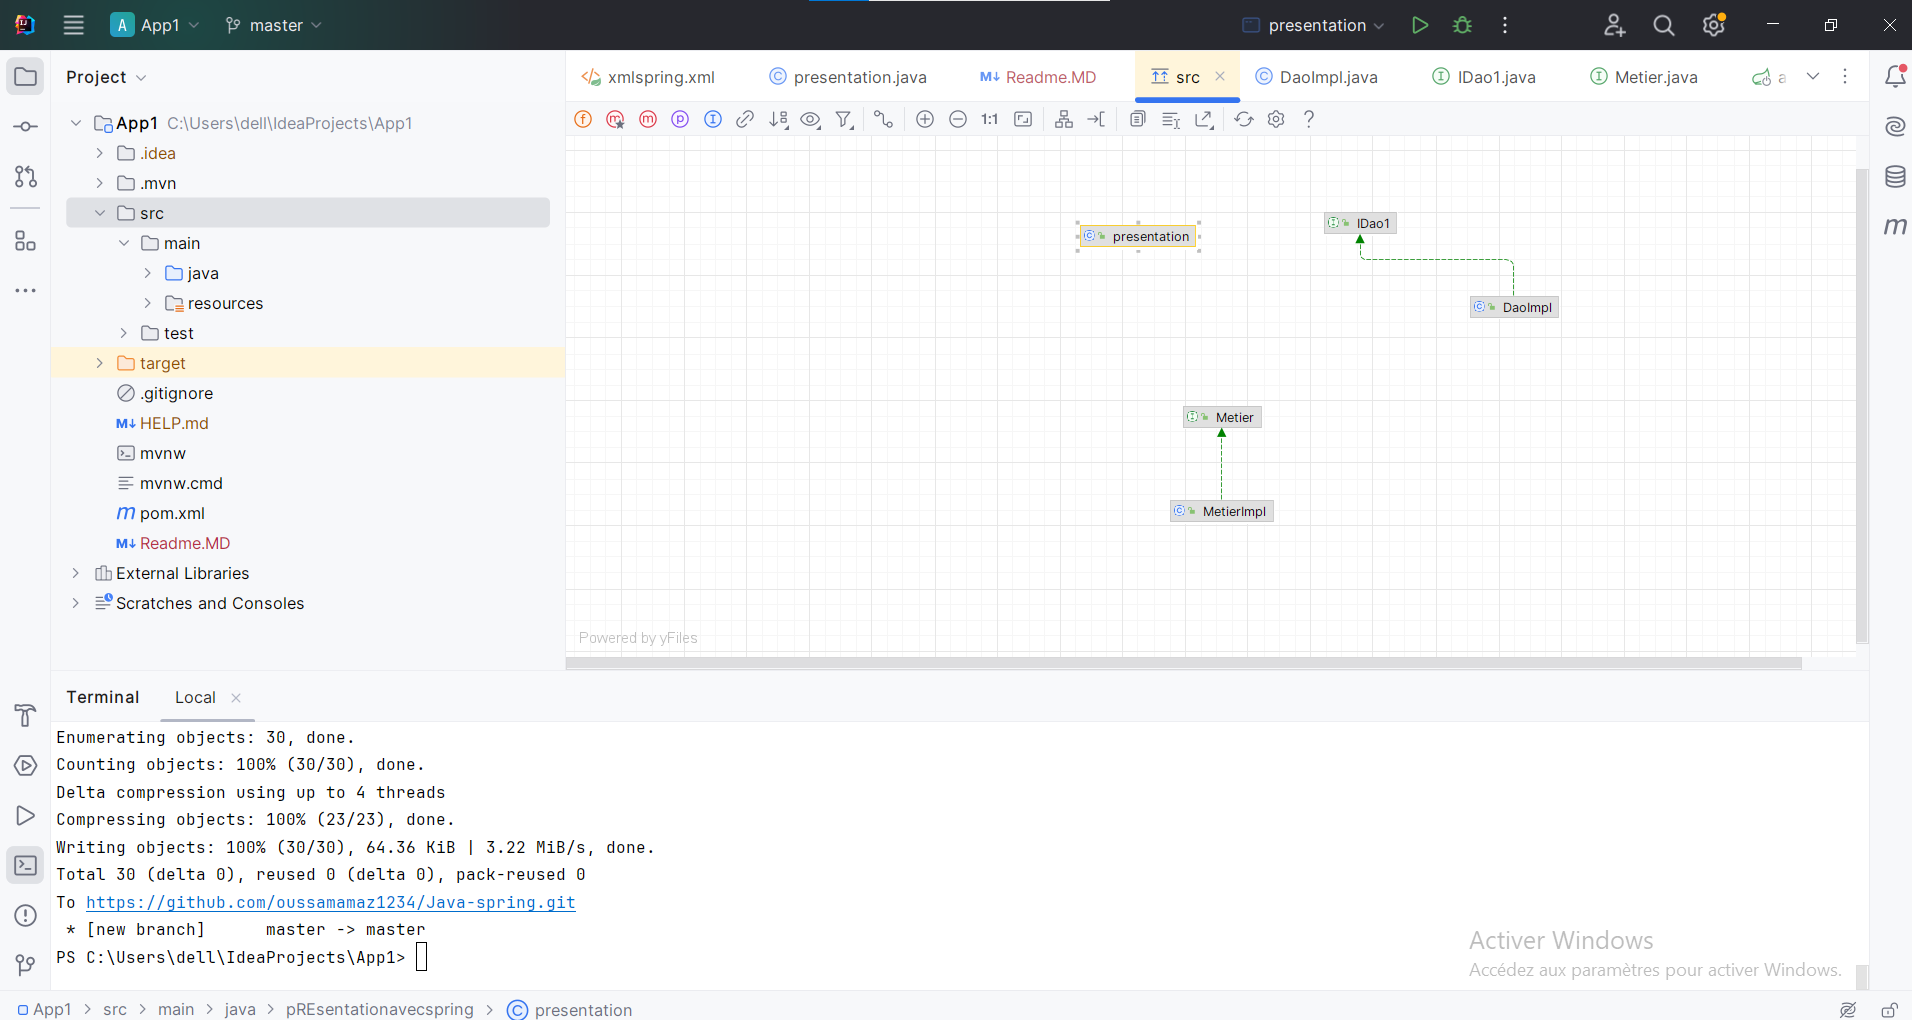 A App1 master presentation
Project
xmlspring.xml presentation.java M↓ Readme.MD src DaoImpl.java IDao1.java Metier.java a
App1 C:\Users\dell\IdeaProjects\App1
.idea
.mvn
src
main
java
resources
test
target
.gitignore
M↓ HELP.md
mvnw
mvnw.cmd
m pom.xml
M↓ Readme.MD
External Libraries
Scratches and Consoles
f m m p I 1:1 ?
presentation
IDao1
DaoImpl
Metier
MetierImpl
Powered by yFiles
m
Terminal Local
Enumerating objects: 30, done.
Counting objects: 100% (30/30), done.
Delta compression using up to 4 threads
Compressing objects: 100% (23/23), done.
Writing objects: 100% (30/30), 64.36 KiB | 3.22 MiB/s, done.
Total 30 (delta 0), reused 0 (delta 0), pack-reused 0
To https://github.com/oussamamaz1234/Java-spring.git
* [new branch] master -> master
PS C:\Users\dell\IdeaProjects\App1>
Activer Windows
Accédez aux paramètres pour activer Windows.
App1 > src > main > java > pREsentationavecspring > presentation